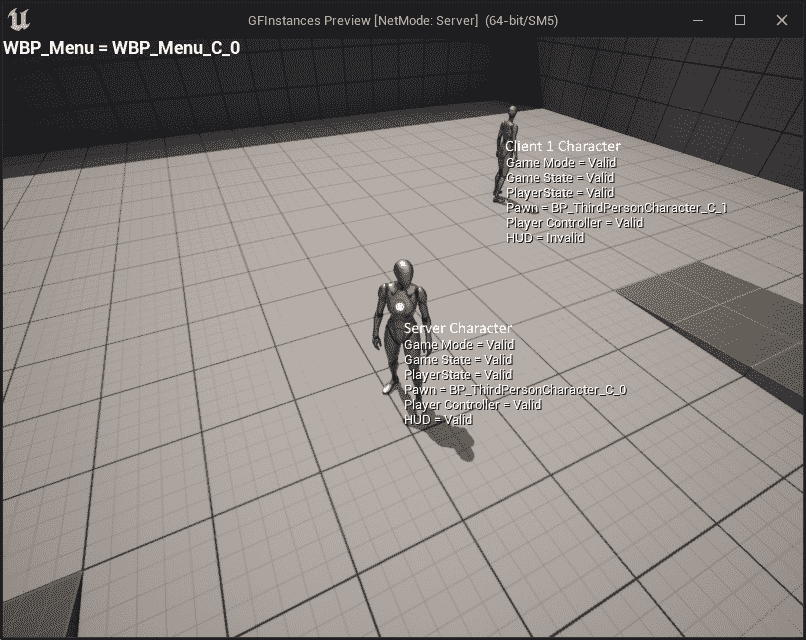 GFInstances Preview [NetMode: Server]  (64-bit/SM5)
WBP_Menu = WBP_Menu_C_0
Client 1 Character
Game Mode = Valid
Game State = Valid
PlayerState = Valid
Pawn = BP_ThirdPersonCharacter_C_1
Player Controller = Valid
HUD = Invalid
Server Character
Game Mode = Valid
Game State = Valid
PlayerState = Valid
Pawn = BP_ThirdPersonCharacter_C_0
Player Controller = Valid
HUD = Valid